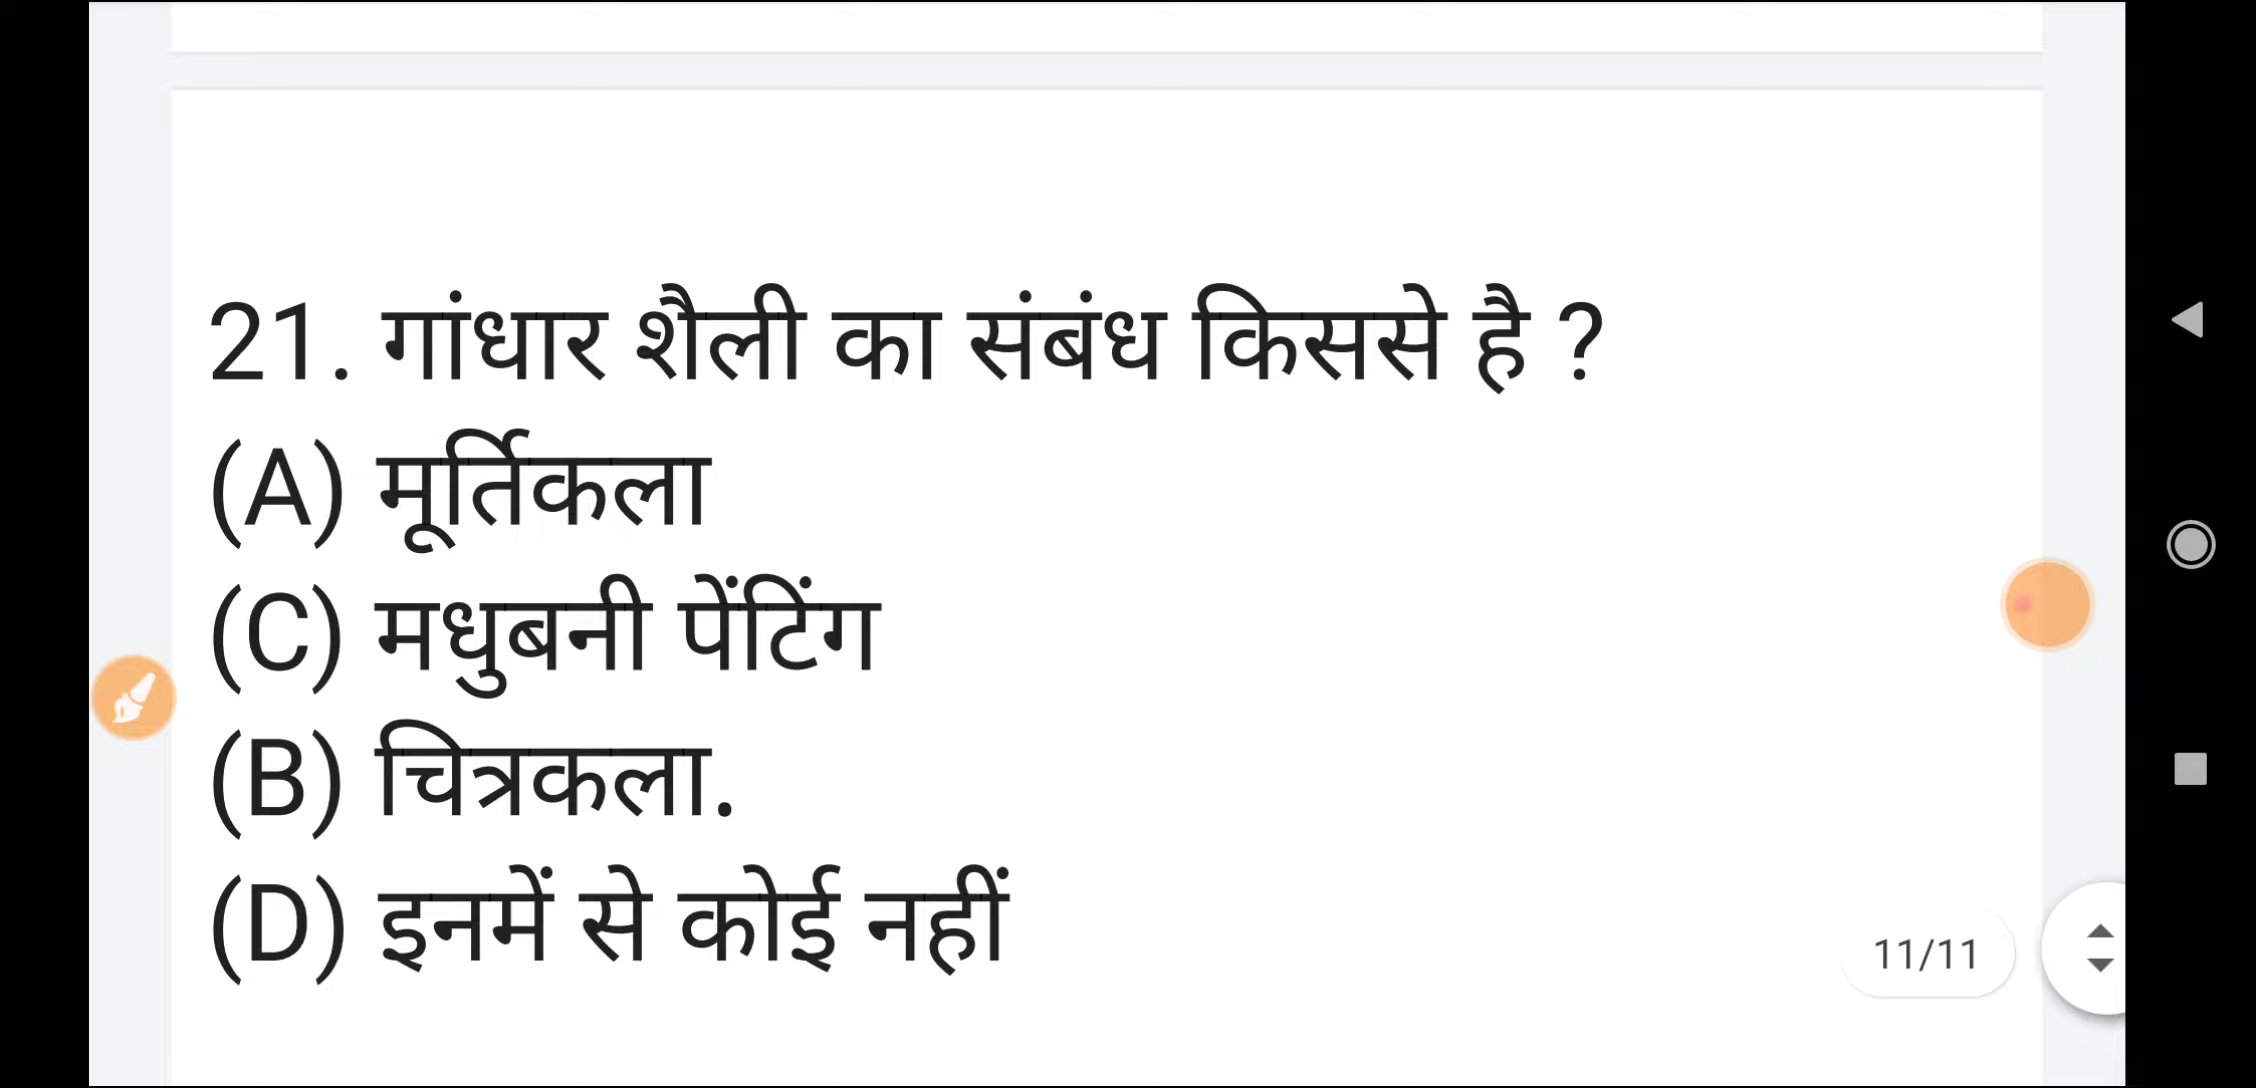 21. गांधार शैली का संबंध किससे है ?
(A) मूर्तिकला
(C) मधुबनी पेंटिंग
(B) चित्रकला.
(D) इनमें से कोई नहीं
11/11